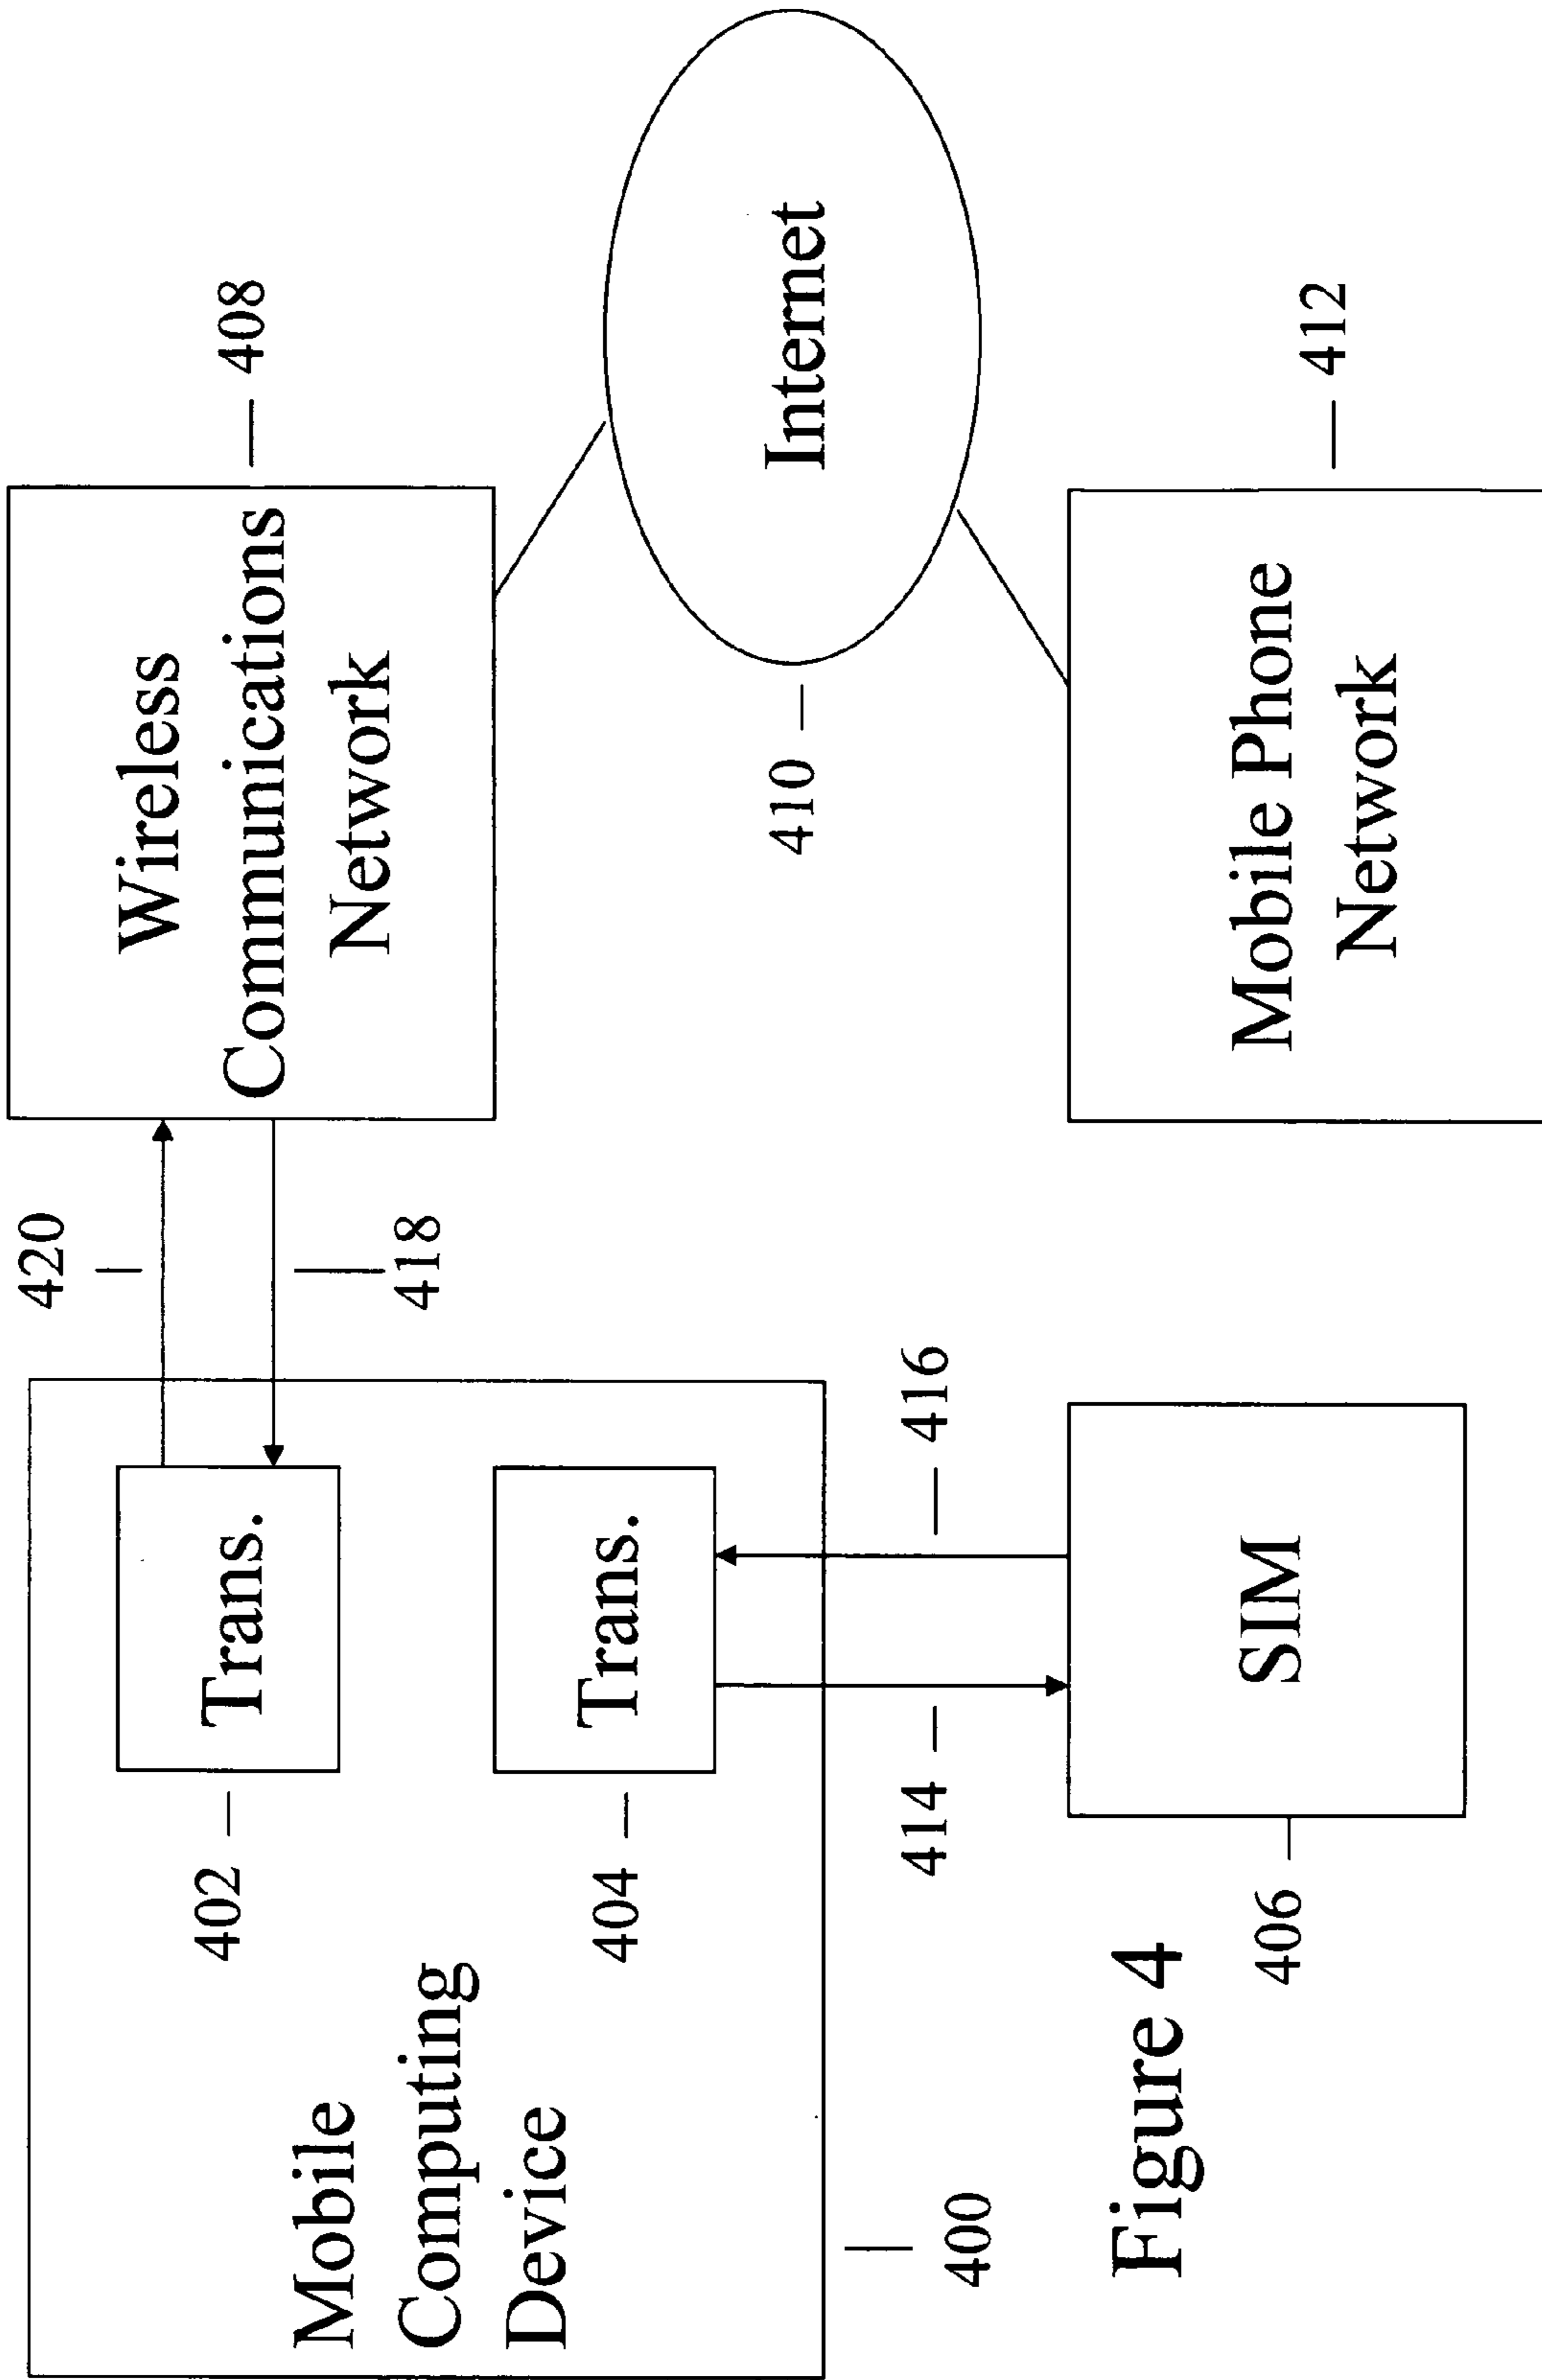 Mobile
Computing
Device
400
402
Trans.
404
Trans.
420
418
Wireless
Communications
Network
408
414
416
406
SIM
410
Internet
Mobile Phone
Network
412
Figure 4